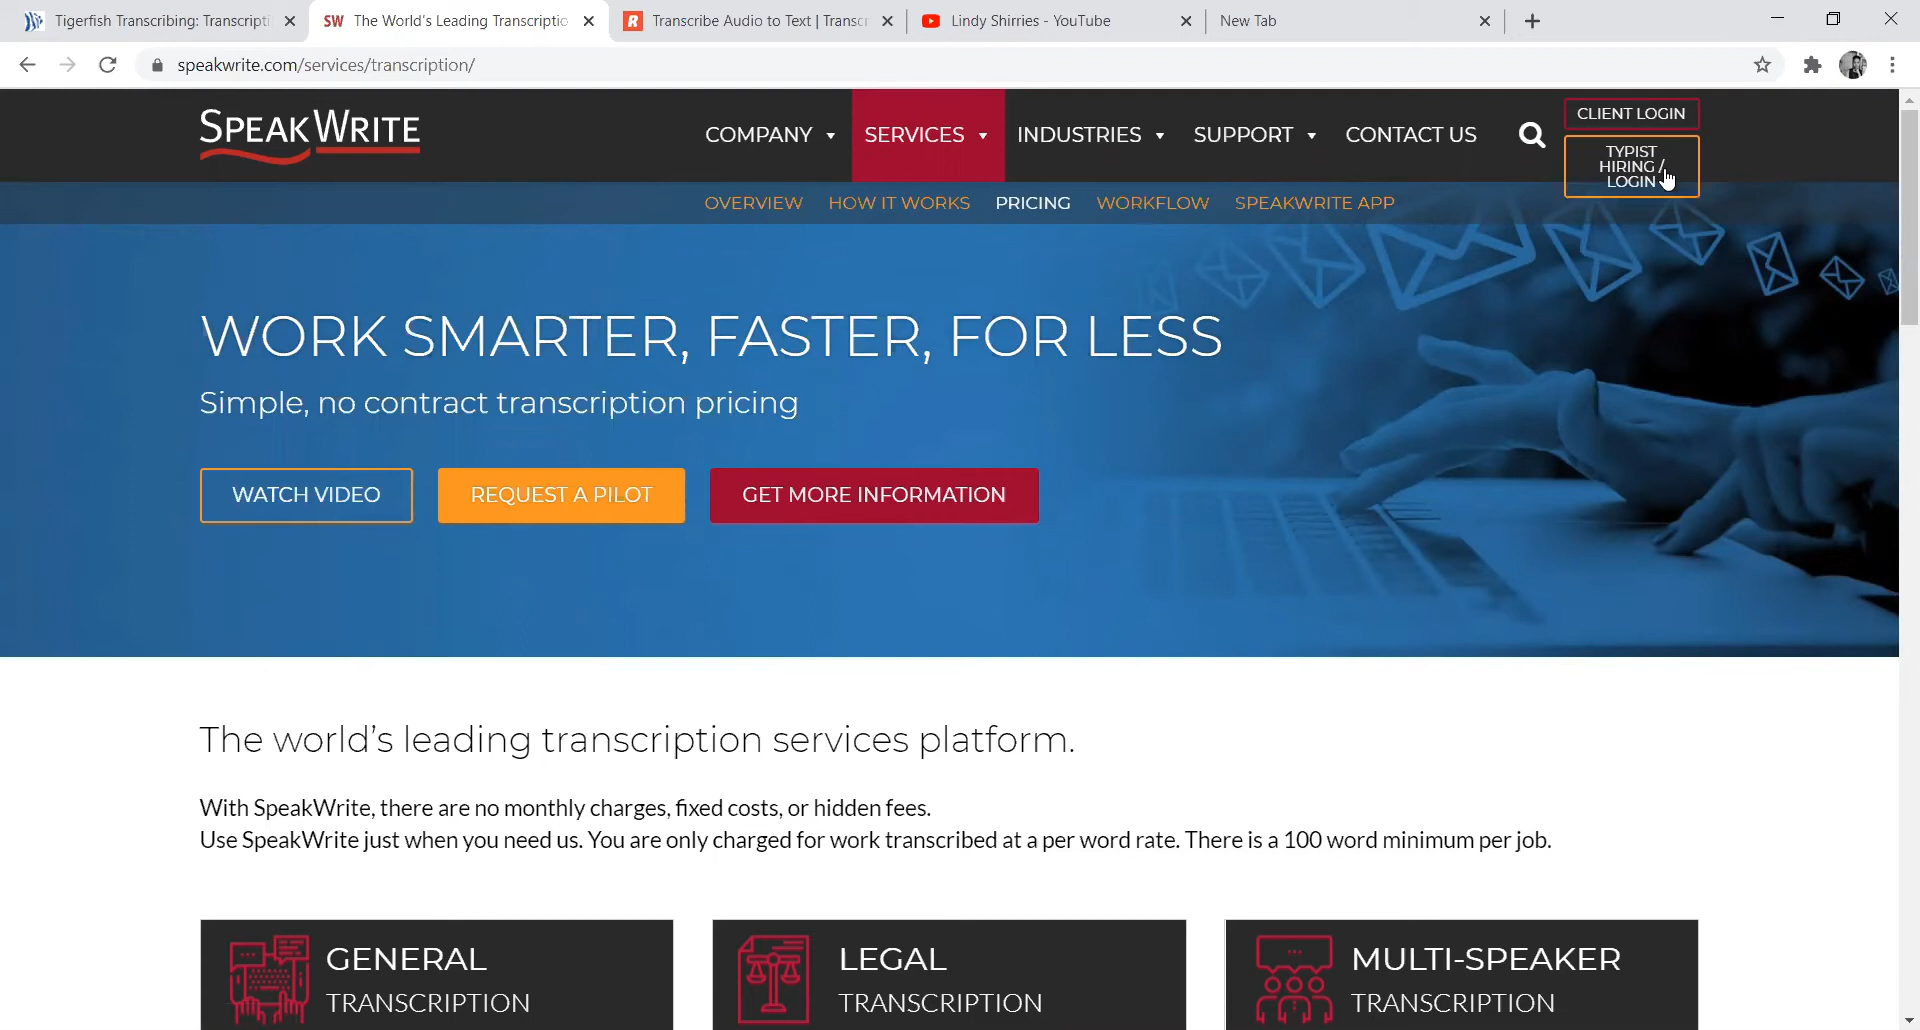 Tigerfish Transcribing: Transcripti
SW The World's Leading Transcriptio
R Transcribe Audio to Text | Transc
Lindy Shirries - YouTube
New Tab
speakwrite.com/services/transcription/
SPEAKWRITE
COMPANY
SERVICES
INDUSTRIES
SUPPORT
CONTACT US
CLIENT LOGIN
TYPIST
HIRING /
LOGIN
OVERVIEW
HOW IT WORKS
PRICING
WORKFLOW
SPEAKWRITE APP
WORK SMARTER, FASTER, FOR LESS
Simple, no contract transcription pricing
WATCH VIDEO
REQUEST A PILOT
GET MORE INFORMATION
The world's leading transcription services platform.
With SpeakWrite, there are no monthly charges, fixed costs, or hidden fees.
Use SpeakWrite just when you need us. You are only charged for work transcribed at a per word rate. There is a 100 word minimum per job.
GENERAL
TRANSCRIPTION
LEGAL
TRANSCRIPTION
MULTI-SPEAKER
TRANSCRIPTION